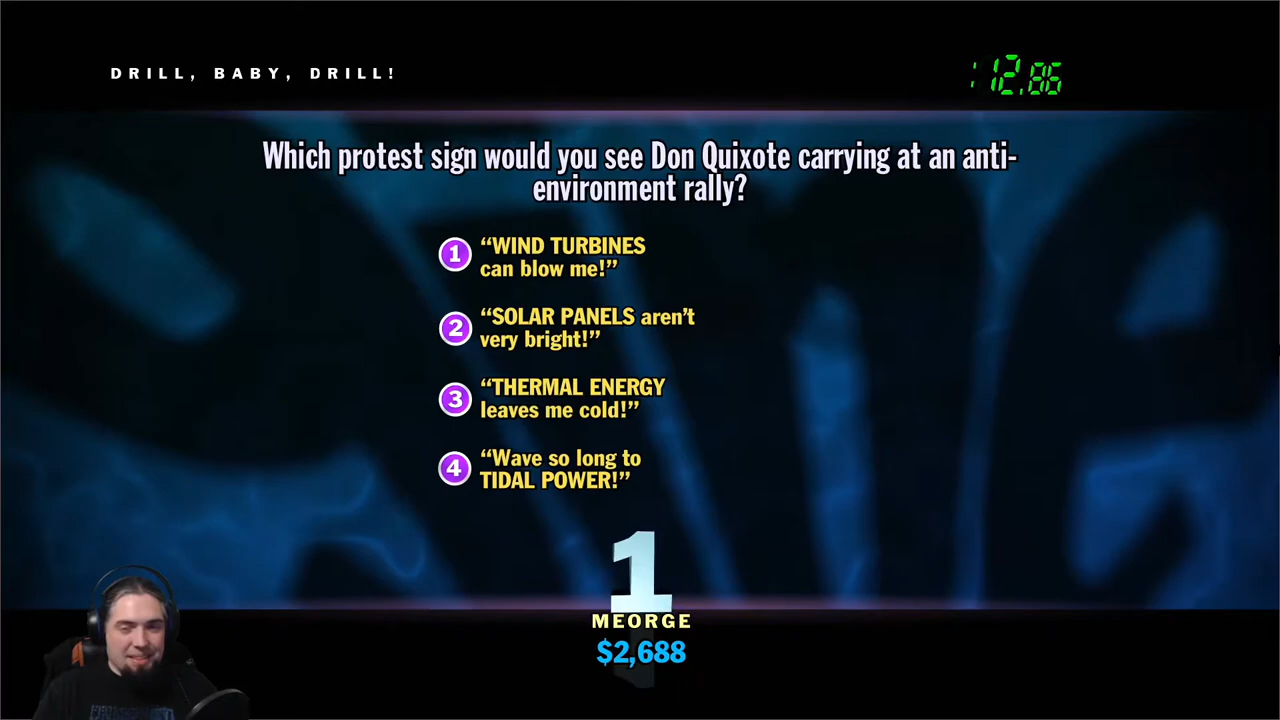 DRILL, BABY, DRILL!
:12.86
Which protest sign would you see Don Quixote carrying at an anti-
environment rally?
1 “WIND TURBINES
can blow me!”
2 “SOLAR PANELS aren’t
very bright!”
3 “THERMAL ENERGY
leaves me cold!”
4 “Wave so long to
TIDAL POWER!”
1
MEORGE
$2,688